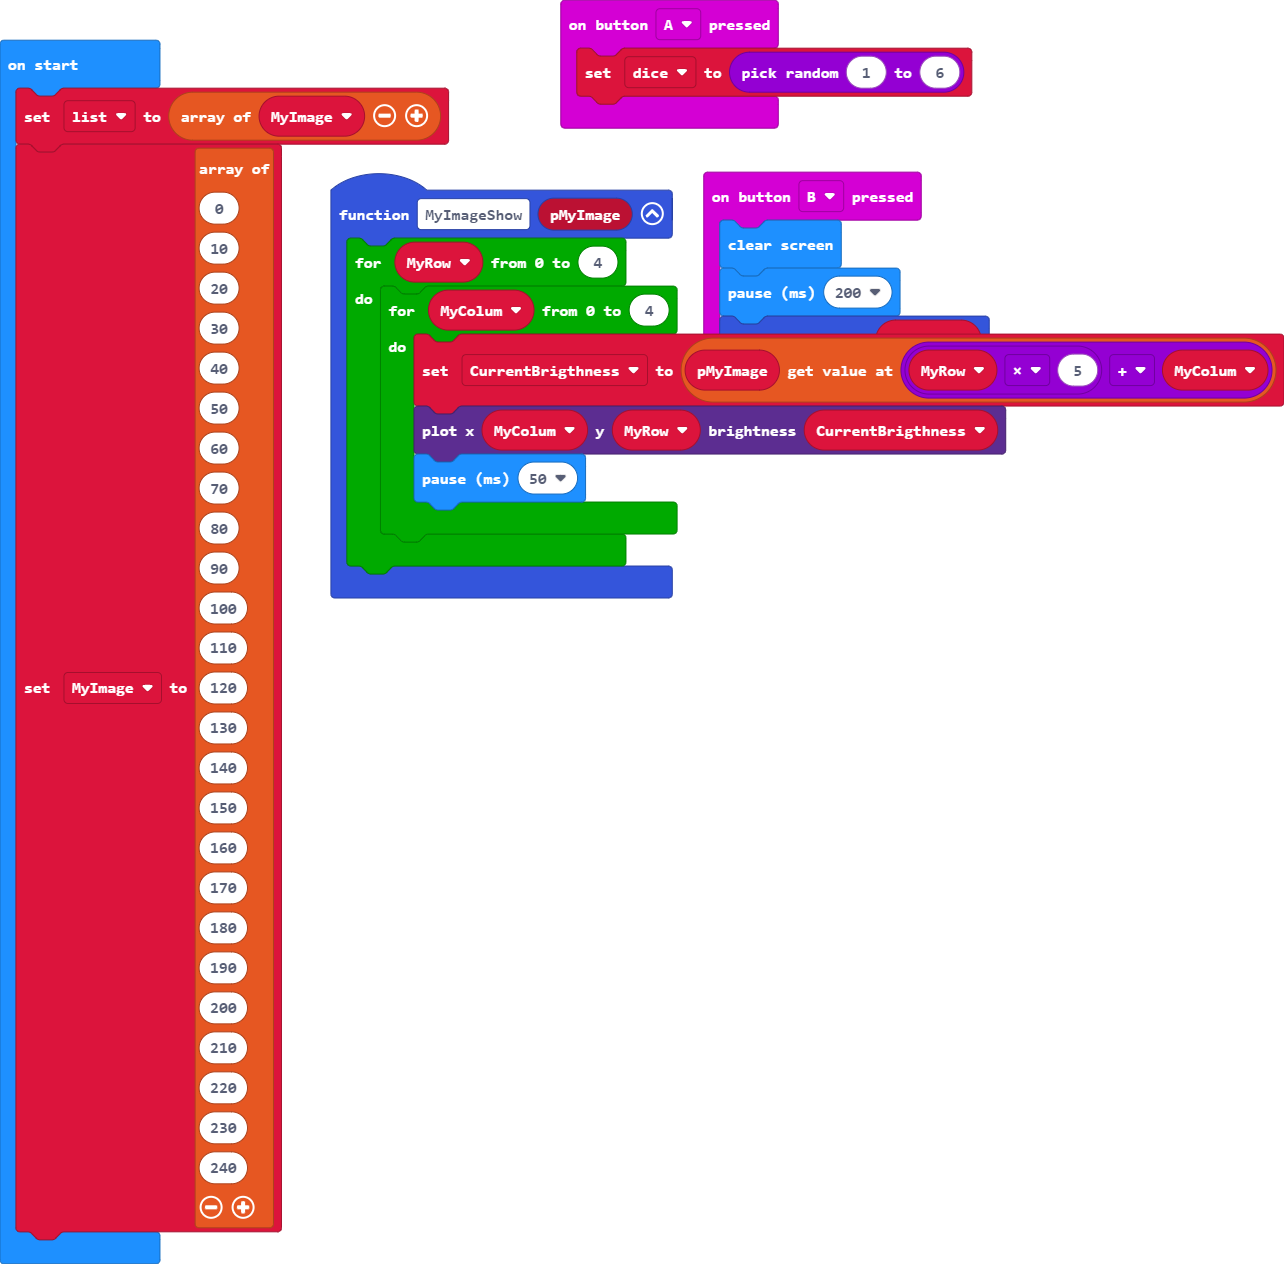 on start
set list to array of MyImage
set MyImage to array of
0
10
20
30
40
50
60
70
80
90
100
110
120
130
140
150
160
170
180
190
200
210
220
230
240
on button A pressed
set dice to pick random 1 to 6
function MyImageShow pMyImage
for MyRow from 0 to 4
do for MyColum from 0 to 4
do set CurrentBrigthness to pMyImage get value at MyRow × 5 + MyColum
plot x MyColum y MyRow brightness CurrentBrigthness
pause (ms) 50
on button B pressed
clear screen
pause (ms) 200